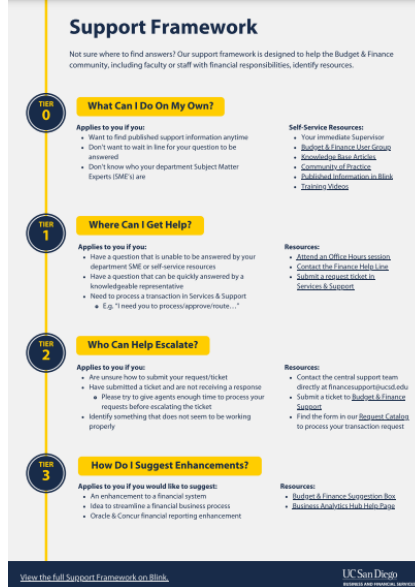 Support Framework
Not sure where to find answers? Our support framework is designed to help the Budget & Finance
community, including faculty or staff with financial responsibilities, identify resources.
TIER
0
What Can I Do On My Own?
Applies to you if you:
• Want to find published support information anytime
• Don't want to wait in line for your question to be
answered
• Don't know who your department Subject Matter
Experts (SME's) are
Self-Service Resources:
• Your immediate Supervisor
• Budget & Finance User Group
• Knowledge Base Articles
• Community of Practice
• Published Information in Blink
• Training Videos
TIER
1
Where Can I Get Help?
Applies to you if you:
• Have a question that is unable to be answered by your
department SME or self-service resources
• Have a question that can be quickly answered by a
knowledgeable representative
• Need to process a transaction in Services & Support
• E.g. "I need you to process/approve/route…"
Resources:
• Attend an Office Hours session
• Contact the Finance Help Line
• Submit a request ticket in
Services & Support
TIER
2
Who Can Help Escalate?
Applies to you if you:
• Are unsure how to submit your request/ticket
• Have submitted a ticket and are not receiving a response
• Please try to give agents enough time to process your
requests before escalating the ticket
• Identify something that does not seem to be working
properly
Resources:
• Contact the central support team
directly at financesupport@ucsd.edu
• Submit a ticket to Budget & Finance
Support
• Find the form in our Request Catalog
to process your transaction request
TIER
3
How Do I Suggest Enhancements?
Applies to you if you would like to suggest:
• An enhancement to a financial system
• Idea to streamline a financial business process
• Oracle & Concur financial reporting enhancement
Resources:
• Budget & Finance Suggestion Box
• Business Analytics Hub Help Page
View the full Support Framework on Blink.
UC San Diego
BUSINESS AND FINANCIAL SERVICES